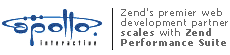 apollo
interactive
Zend's premier web
development partner
scales with Zend
Performance Suite